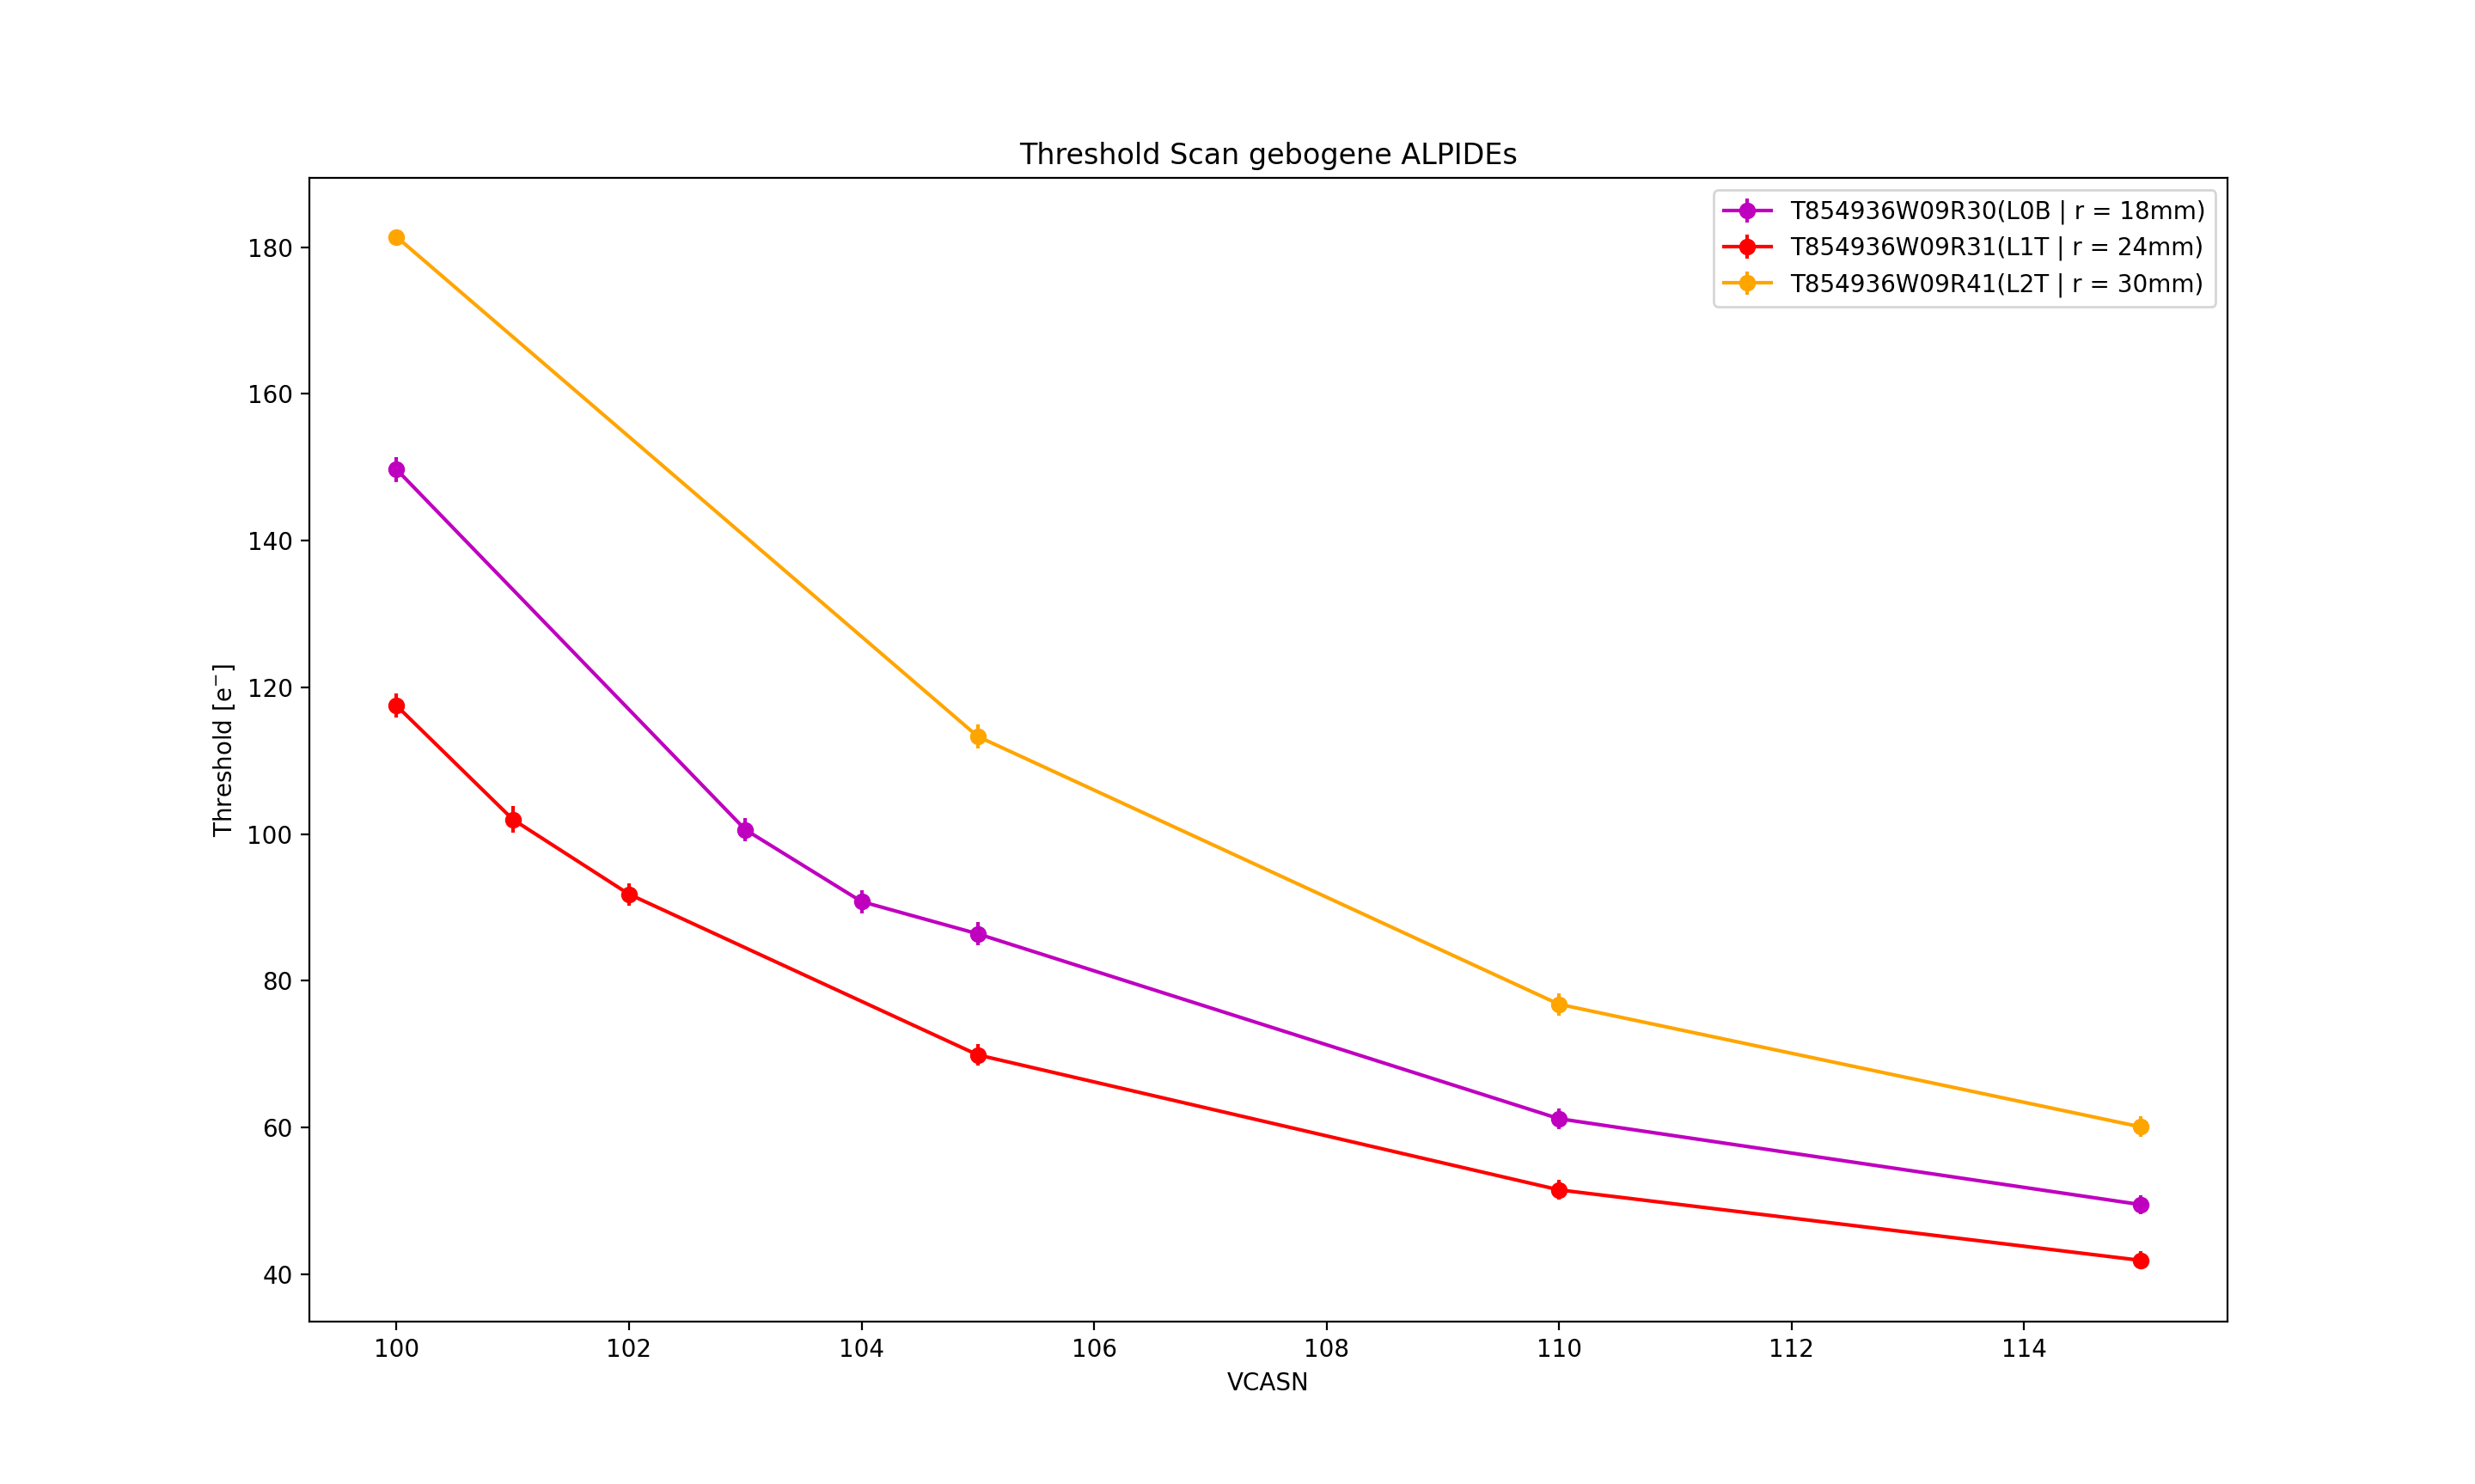 Threshold Scan gebogene ALPIDEs
T854936W09R30(L0B | r = 18mm)
T854936W09R31(L1T | r = 24mm)
T854936W09R41(L2T | r = 30mm)
Threshold [e⁻]
180
160
140
120
100
80
60
40
100 102 104 106 108 110 112 114
VCASN